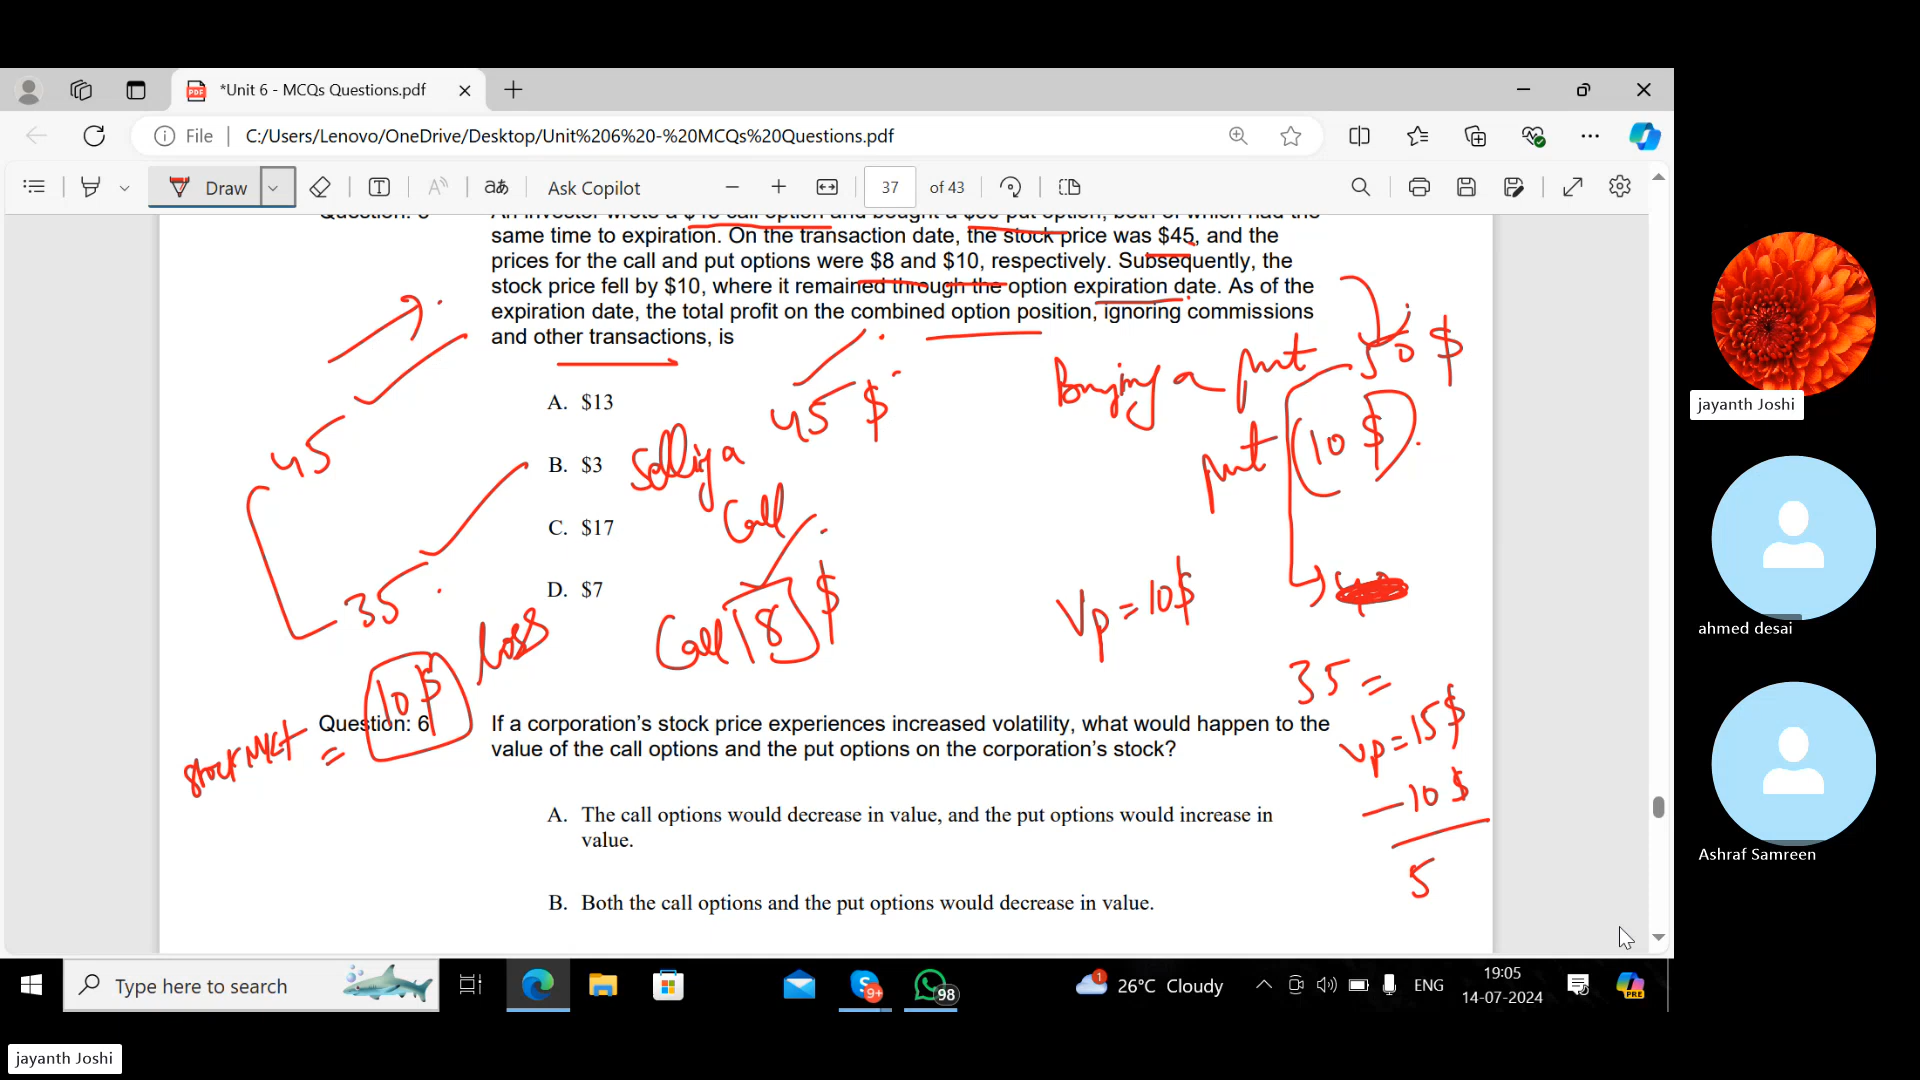 *Unit 6 - MCQs Questions.pdf
File
C:/Users/Lenovo/OneDrive/Desktop/Unit%206%20-%20MCQs%20Questions.pdf
Draw
Ask Copilot
37
of 43
same time to expiration. On the transaction date, the stock price was $45, and the
prices for the call and put options were $8 and $10, respectively. Subsequently, the
stock price fell by $10, where it remained through the option expiration date. As of the
expiration date, the total profit on the combined option position, ignoring commissions
and other transactions, is
Buying a put 50 $
A. $13
45 $
put (10 $)
45
B. $3
Selling a
Call
C. $17
D. $7
35
Call 8 $
Vp = 10$
10 $ loss
35 =
Question: 6
If a corporation's stock price experiences increased volatility, what would happen to the
value of the call options and the put options on the corporation's stock?
stock Mkt =
Vp = 15$
- 10 $
5
A. The call options would decrease in value, and the put options would increase in
value.
B. Both the call options and the put options would decrease in value.
jayanth Joshi
ahmed desai
Ashraf Samreen
Type here to search
9+
98
1
26°C Cloudy
ENG
19:05
14-07-2024
PRE
jayanth Joshi